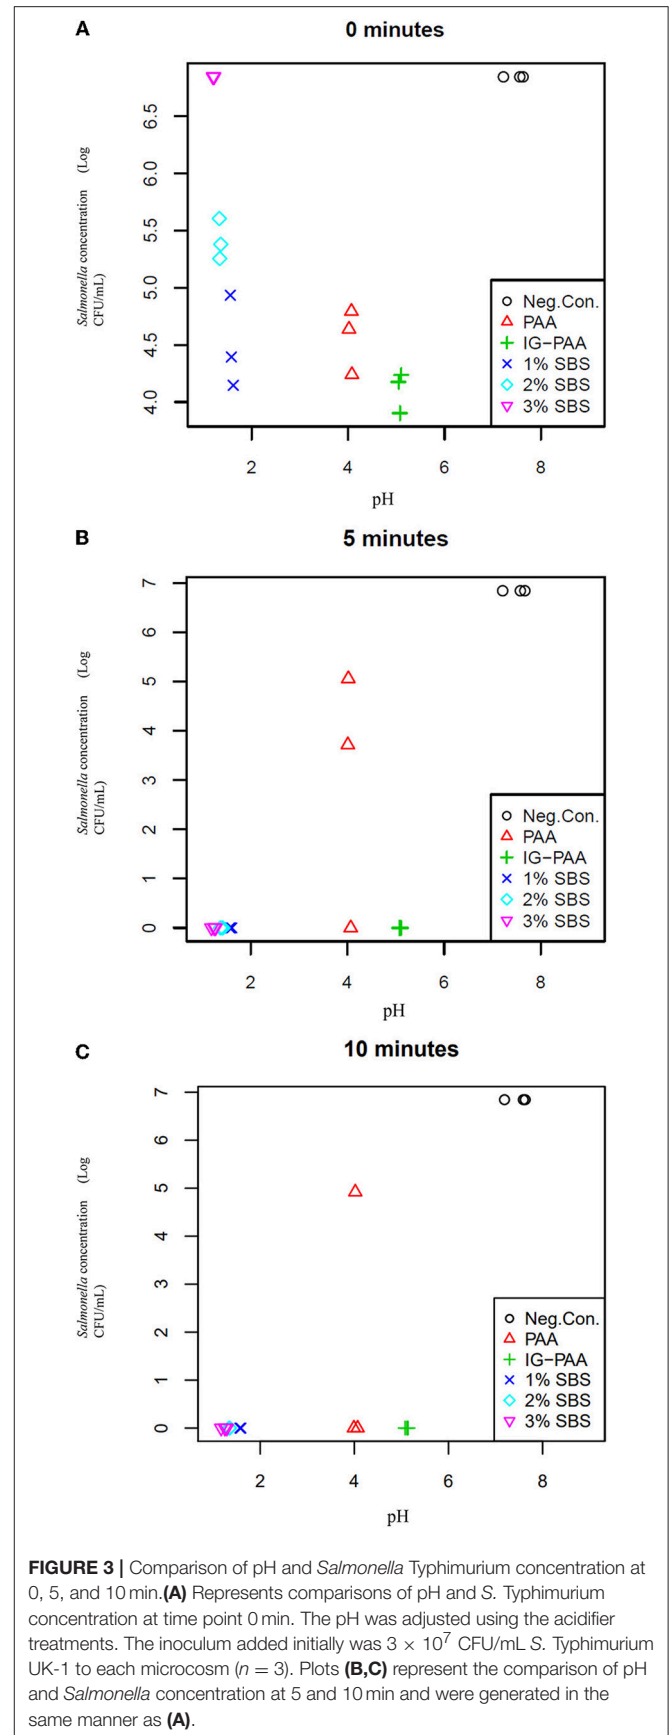 A
0 minutes
6.5
6.0
5.5
5.0
4.5
4.0
Salmonella concentration (Log
CFU/mL)
Neg.Con.
PAA
IG−PAA
1% SBS
2% SBS
3% SBS
2 4 6 8
pH
B
5 minutes
7
6
5
4
3
2
1
0
Salmonella concentration (Log
CFU/mL)
Neg.Con.
PAA
IG−PAA
1% SBS
2% SBS
3% SBS
2 4 6 8
pH
C
10 minutes
7
6
5
4
3
2
1
0
Salmonella concentration (Log
CFU/mL)
Neg.Con.
PAA
IG−PAA
1% SBS
2% SBS
3% SBS
2 4 6 8
pH
FIGURE 3 | Comparison of pH and Salmonella Typhimurium concentration at
0, 5, and 10 min.(A) Represents comparisons of pH and S. Typhimurium
concentration at time point 0 min. The pH was adjusted using the acidifier
treatments. The inoculum added initially was 3 × 10⁷ CFU/mL S. Typhimurium
UK-1 to each microcosm (n = 3). Plots (B,C) represent the comparison of pH
and Salmonella concentration at 5 and 10 min and were generated in the
same manner as (A).